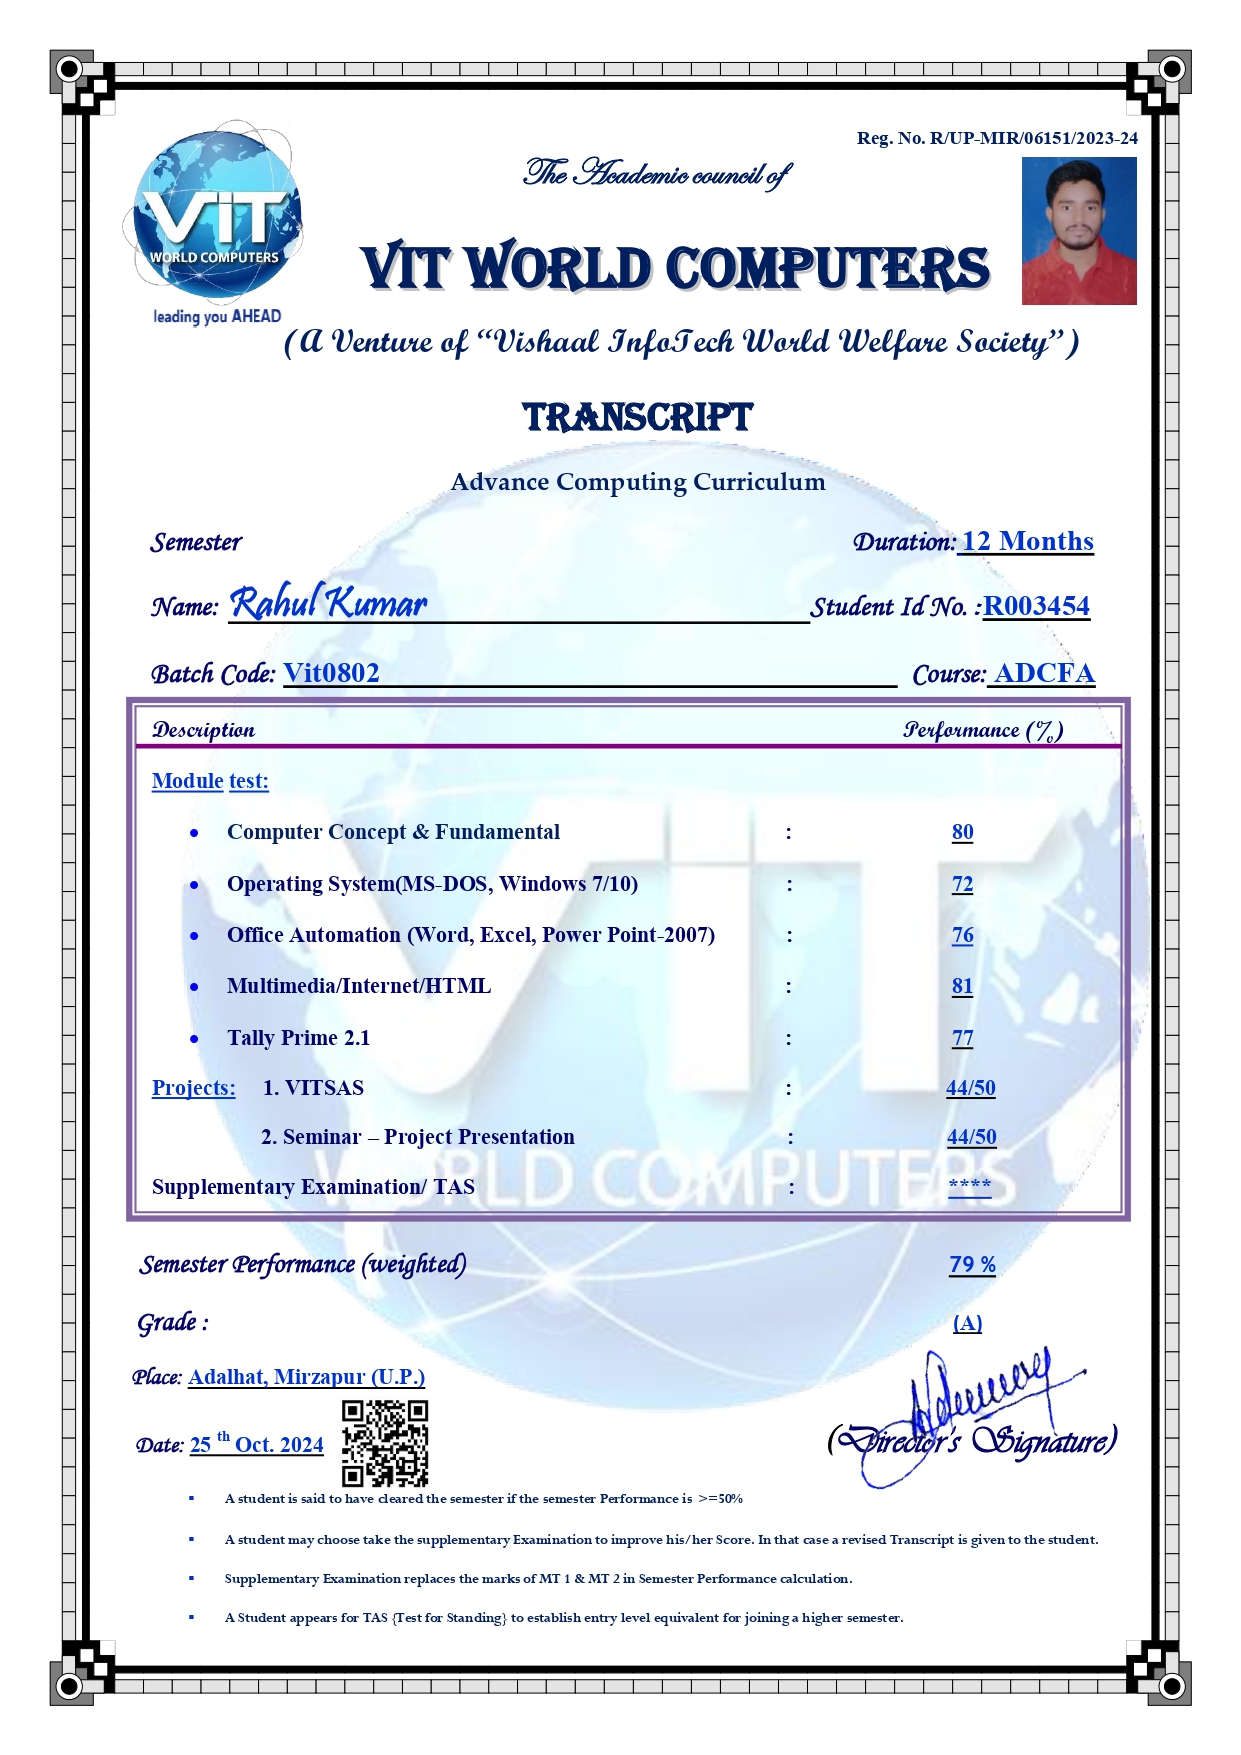 Reg. No. R/UP-MIR/06151/2023-24
The Academic council of
ViT
WORLD COMPUTERS
leading you AHEAD
VIT WORLD COMPUTERS
(A Venture of “Vishaal InfoTech World Welfare Society”)
TRANSCRIPT
Advance Computing Curriculum
Semester Duration: 12 Months
Name: Rahul Kumar Student Id No. :R003454
Batch Code: Vit0802 Course: ADCFA
Description Performance (%)
Module test:
• Computer Concept & Fundamental : 80
• Operating System(MS-DOS, Windows 7/10) : 72
• Office Automation (Word, Excel, Power Point-2007) : 76
• Multimedia/Internet/HTML : 81
• Tally Prime 2.1 : 77
Projects: 1. VITSAS : 44/50
2. Seminar – Project Presentation : 44/50
ViT
WORLD COMPUTERS
Supplementary Examination/ TAS : ****
Semester Performance (weighted) 79 %
Grade : (A)
Place: Adalhat, Mirzapur (U.P.)
Date: 25 th Oct. 2024
(Director's Signature)
▪ A student is said to have cleared the semester if the semester Performance is >=50%
▪ A student may choose take the supplementary Examination to improve his/her Score. In that case a revised Transcript is given to the student.
▪ Supplementary Examination replaces the marks of MT 1 & MT 2 in Semester Performance calculation.
▪ A Student appears for TAS {Test for Standing} to establish entry level equivalent for joining a higher semester.